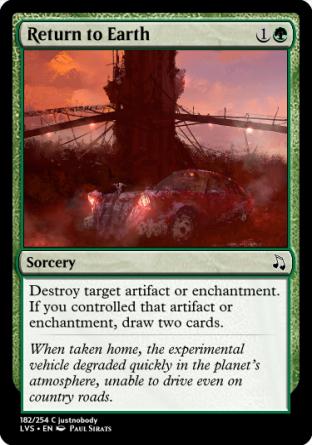 Return to Earth 1
Sorcery
Destroy target artifact or enchantment.
If you controlled that artifact or
enchantment, draw two cards.
When taken home, the experimental
vehicle degraded quickly in the planet's
atmosphere, unable to drive even on
country roads.
182/254 C justnobody
LVS • EN Paul Sirats